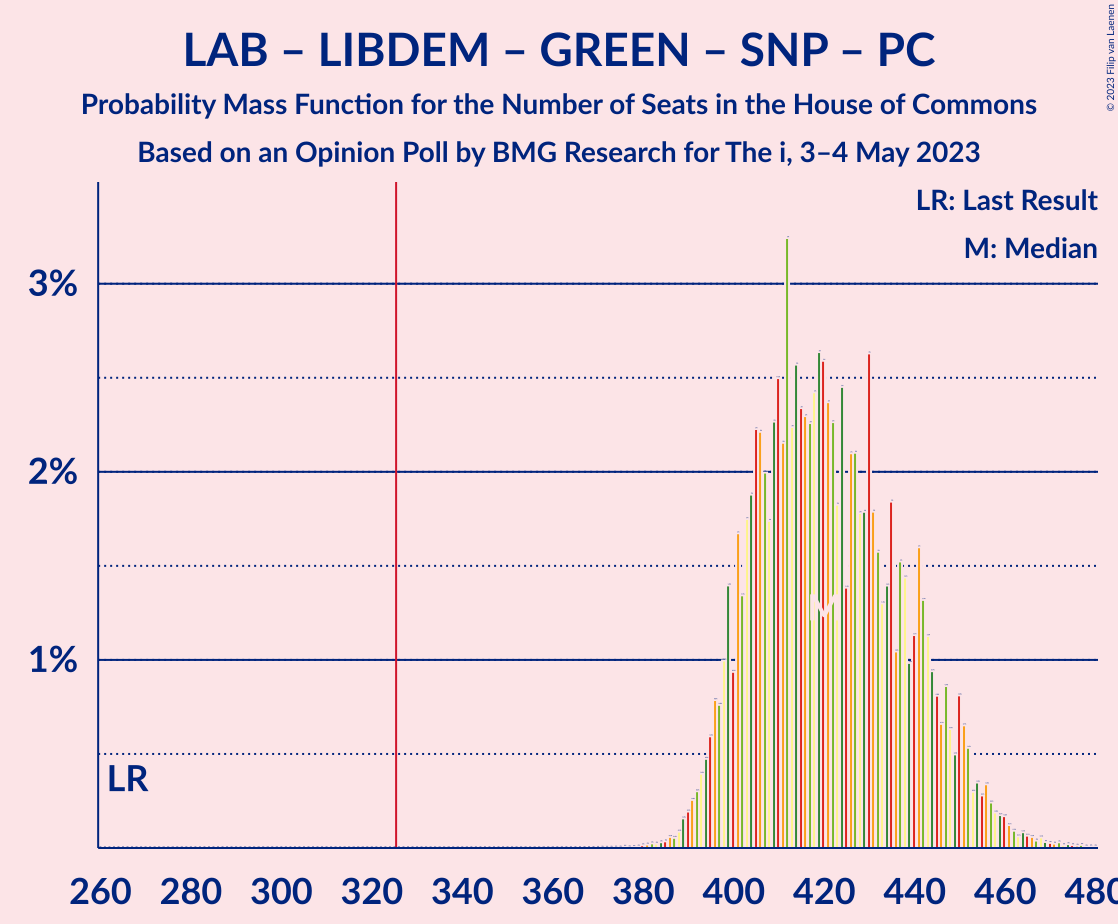 LAB – LIBDEM – GREEN – SNP – PC
Probability Mass Function for the Number of Seats in the House of Commons
Based on an Opinion Poll by BMG Research for The i, 3–4 May 2023
© 2023 Filip van Laenen
LR: Last Result
M: Median
3%
2%
1%
M
LR
260 280 300 320 340 360 380 400 420 440 460 480